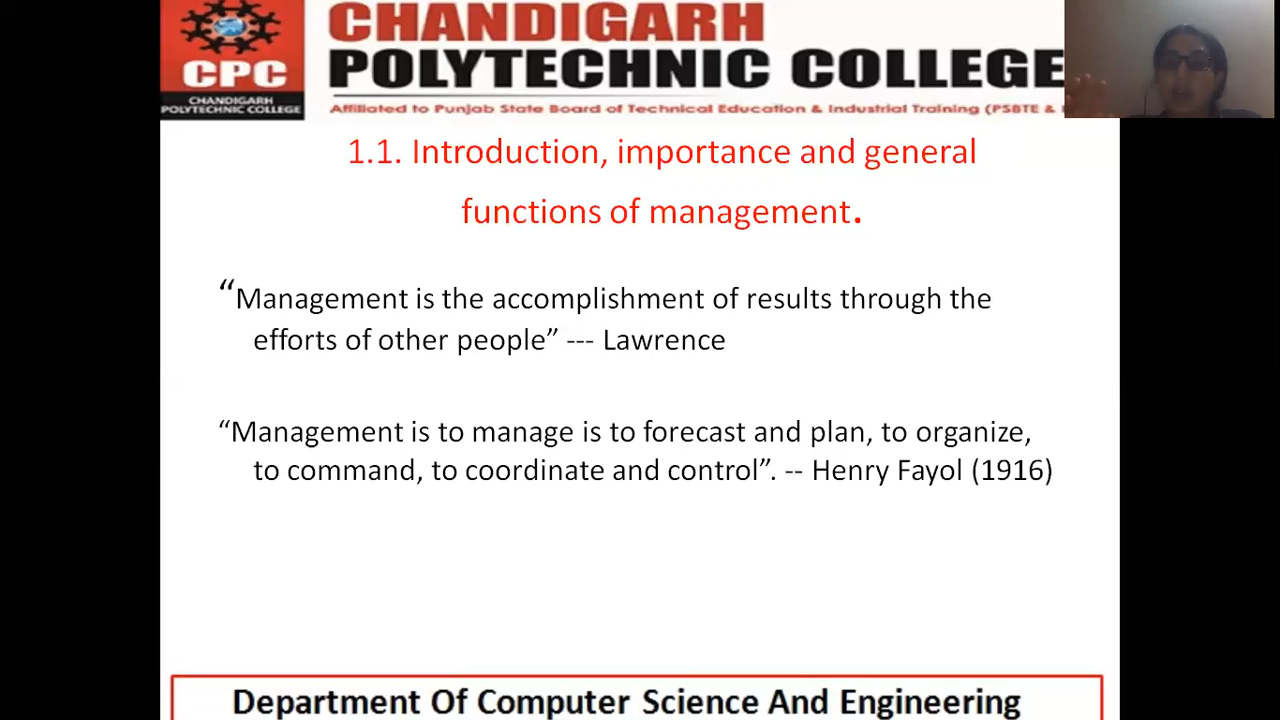 CPC
CHANDIGARH
POLYTECHNIC COLLEGE
CHANDIGARH
POLYTECHNIC COLLEGE
Affiliated to Punjab State Board of Technical Education & Industrial Training (PSBTE &
1.1. Introduction, importance and general
functions of management.
“Management is the accomplishment of results through the
efforts of other people” --- Lawrence
“Management is to manage is to forecast and plan, to organize,
to command, to coordinate and control”. -- Henry Fayol (1916)
Department Of Computer Science And Engineering